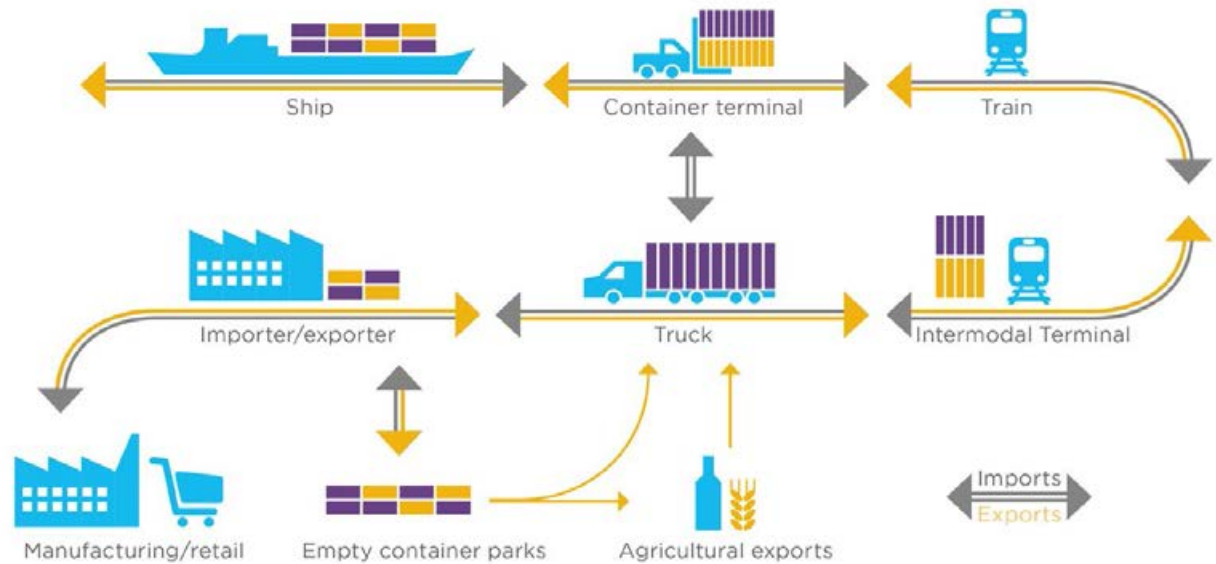 Ship
Container terminal
Train
Importer/exporter
Truck
Intermodal Terminal
Manufacturing/retail
Empty container parks
Agricultural exports
Imports
Exports